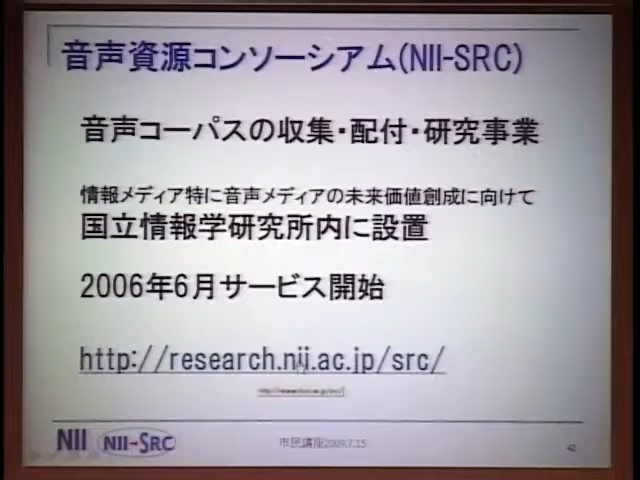 音声資源コンソーシアム(NII-SRC)
音声コーパスの収集・配付・研究事業
情報メディア特に音声メディアの未来価値創成に向けて
国立情報学研究所内に設置
2006年6月サービス開始
http://research.nii.ac.jp/src/
NII NII-SRC
市民講座2009.7.15
42